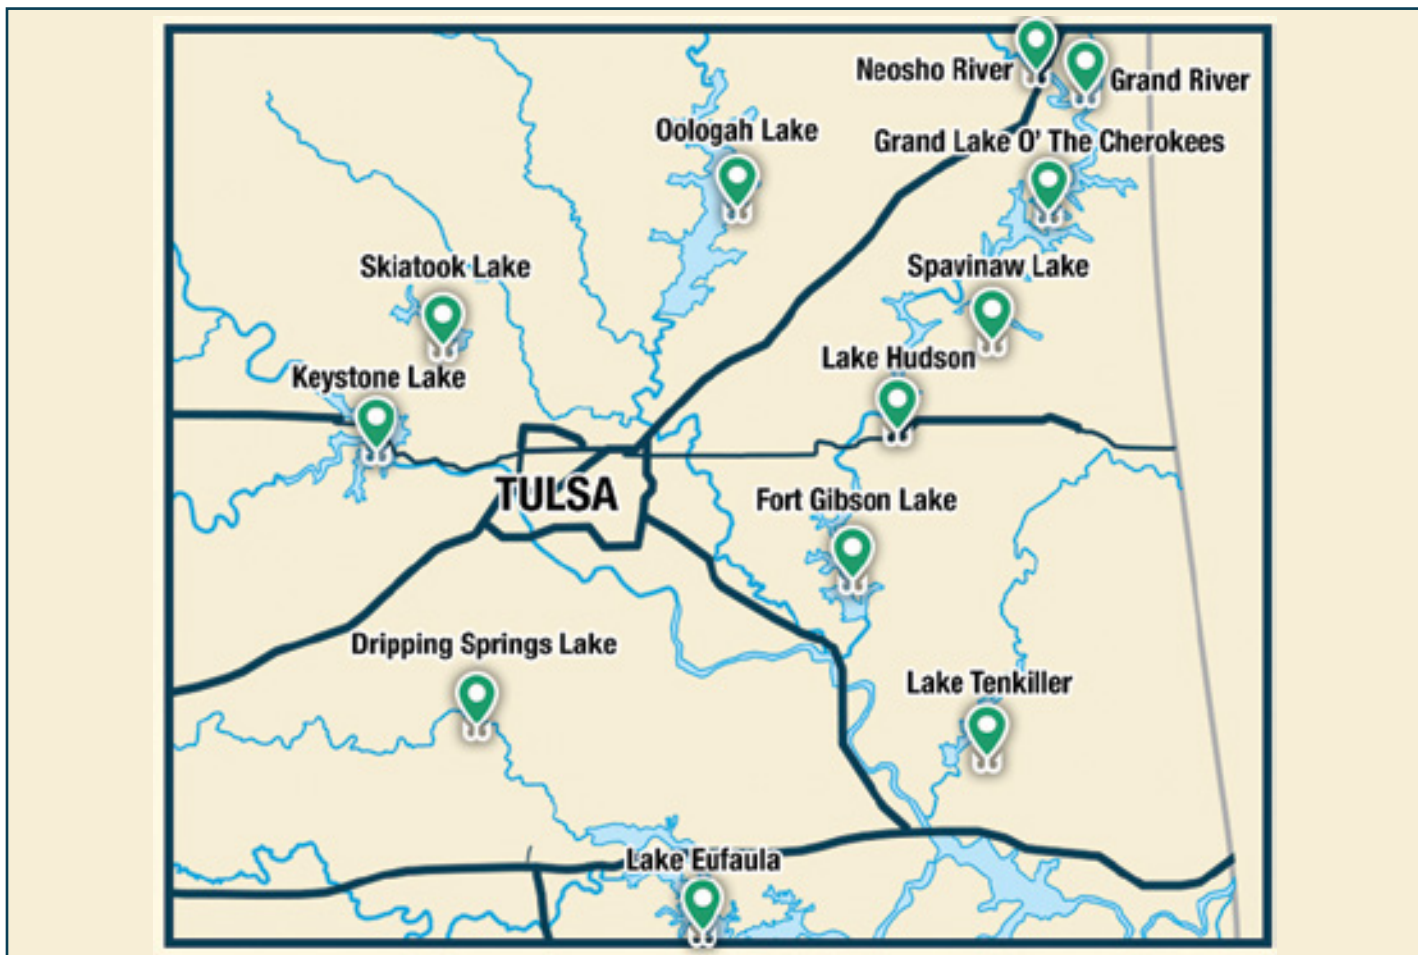 Neosho River
Grand River
Oologah Lake
Grand Lake O' The Cherokees
Skiatook Lake
Spavinaw Lake
Lake Hudson
Keystone Lake
TULSA
Fort Gibson Lake
Dripping Springs Lake
Lake Tenkiller
Lake Eufaula